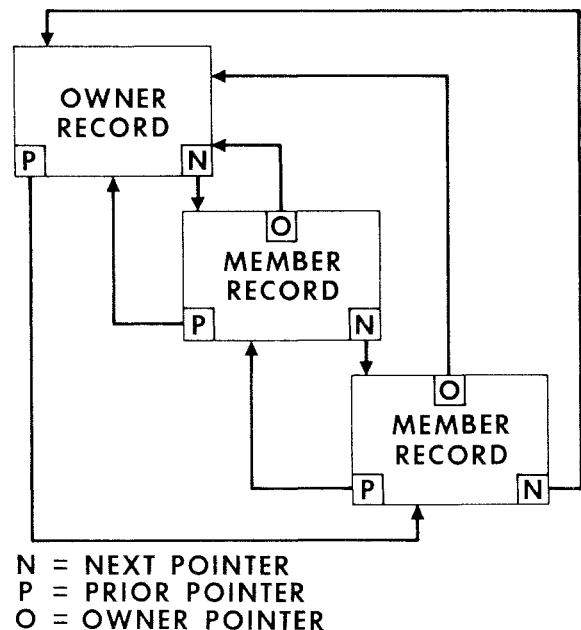 OWNER
RECORD
P
N
O
MEMBER
RECORD
P
N
O
MEMBER
RECORD
P
N
N = NEXT POINTER
P = PRIOR POINTER
O = OWNER POINTER